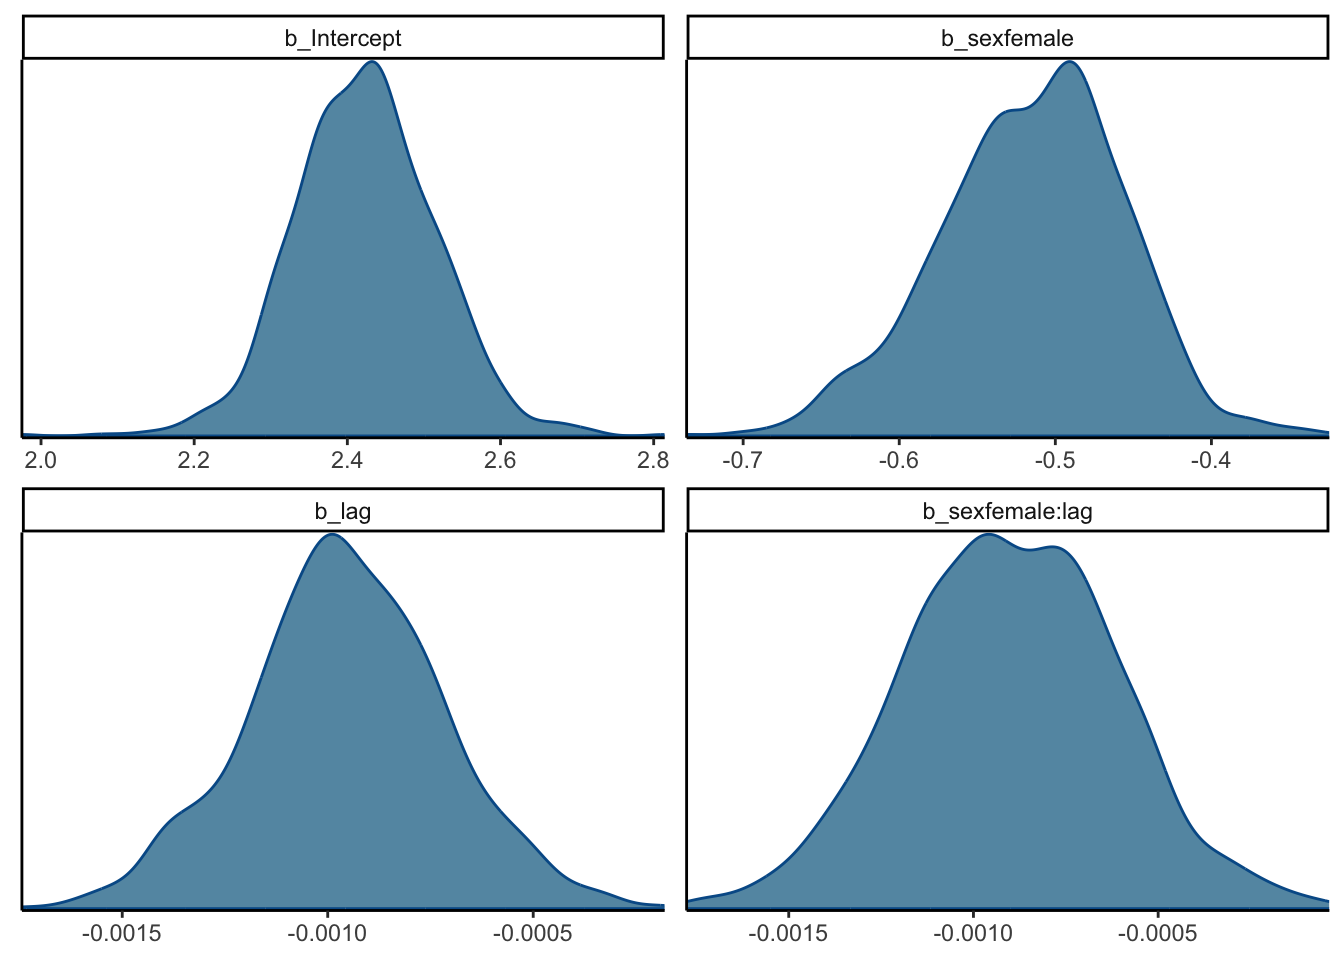 b_Intercept
b_sexfemale
2.0 2.2 2.4 2.6 2.8
-0.7 -0.6 -0.5 -0.4
b_lag
b_sexfemale:lag
-0.0015 -0.0010 -0.0005
-0.0015 -0.0010 -0.0005